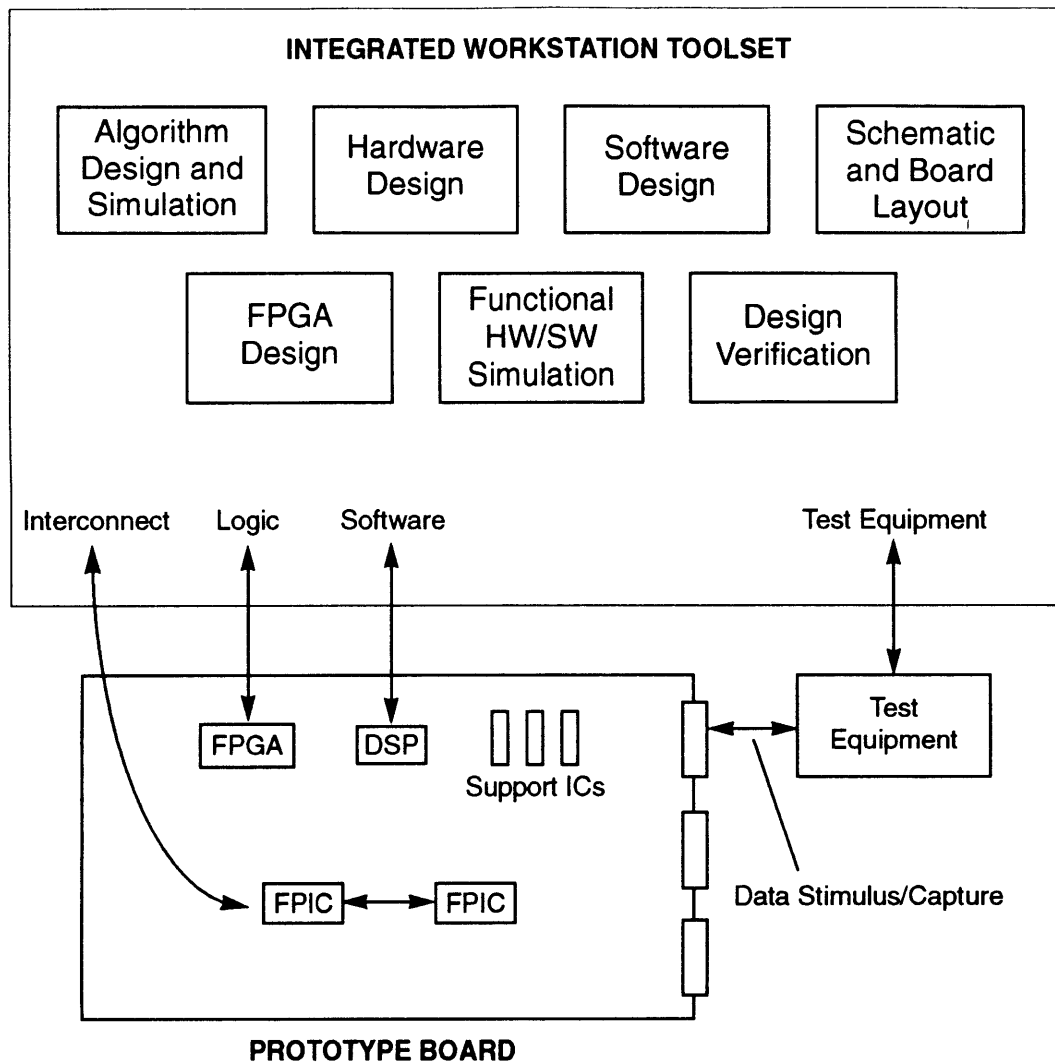 INTEGRATED WORKSTATION TOOLSET
Algorithm
Design and
Simulation
Hardware
Design
Software
Design
Schematic
and Board
Layout
FPGA
Design
Functional
HW/SW
Simulation
Design
Verification
Interconnect
Logic
Software
Test Equipment
FPGA
DSP
Support ICs
Test
Equipment
FPIC
FPIC
Data Stimulus/Capture
PROTOTYPE BOARD